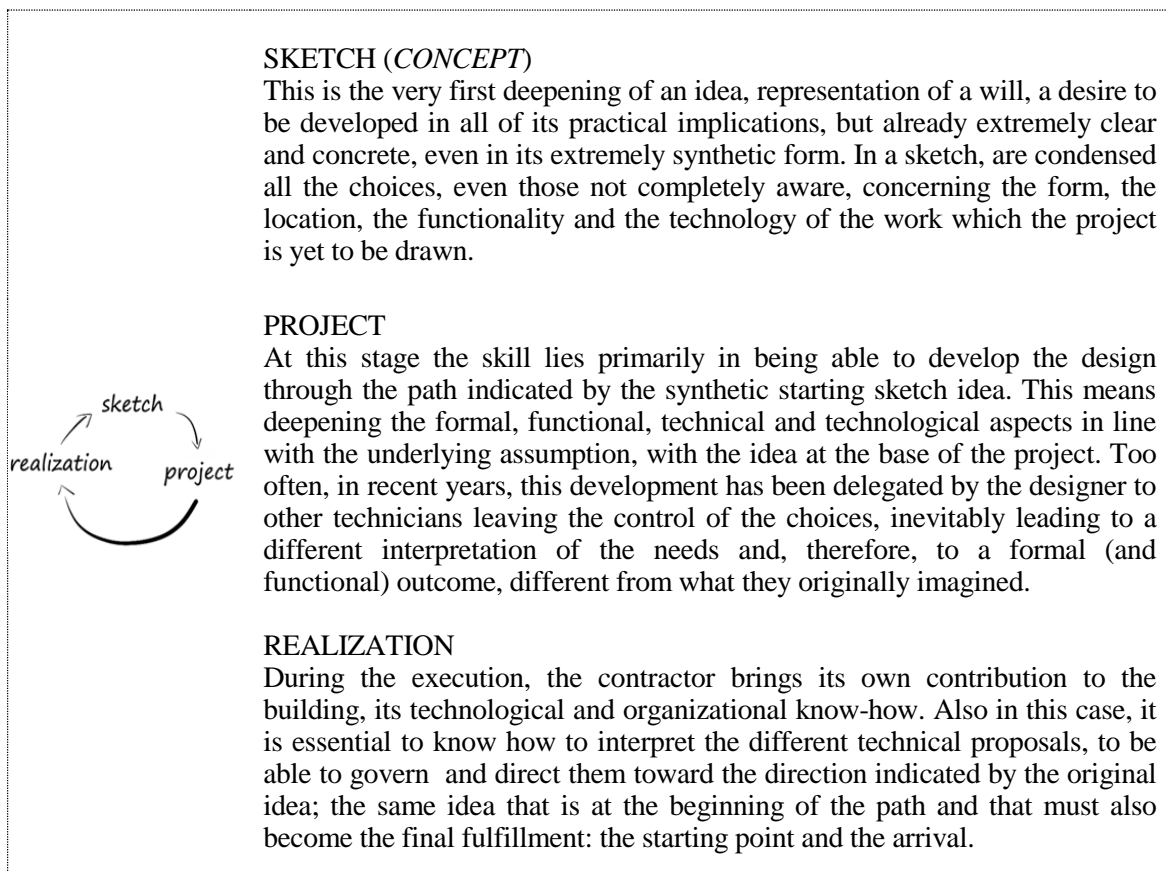 SKETCH (CONCEPT)
This is the very first deepening of an idea, representation of a will, a desire to
be developed in all of its practical implications, but already extremely clear
and concrete, even in its extremely synthetic form. In a sketch, are condensed
all the choices, even those not completely aware, concerning the form, the
location, the functionality and the technology of the work which the project
is yet to be drawn.
PROJECT
At this stage the skill lies primarily in being able to develop the design
through the path indicated by the synthetic starting sketch idea. This means
deepening the formal, functional, technical and technological aspects in line
with the underlying assumption, with the idea at the base of the project. Too
often, in recent years, this development has been delegated by the designer to
other technicians leaving the control of the choices, inevitably leading to a
different interpretation of the needs and, therefore, to a formal (and
functional) outcome, different from what they originally imagined.
REALIZATION
During the execution, the contractor brings its own contribution to the
building, its technological and organizational know-how. Also in this case, it
is essential to know how to interpret the different technical proposals, to be
able to govern and direct them toward the direction indicated by the original
idea; the same idea that is at the beginning of the path and that must also
become the final fulfillment: the starting point and the arrival.
sketch
realization
project